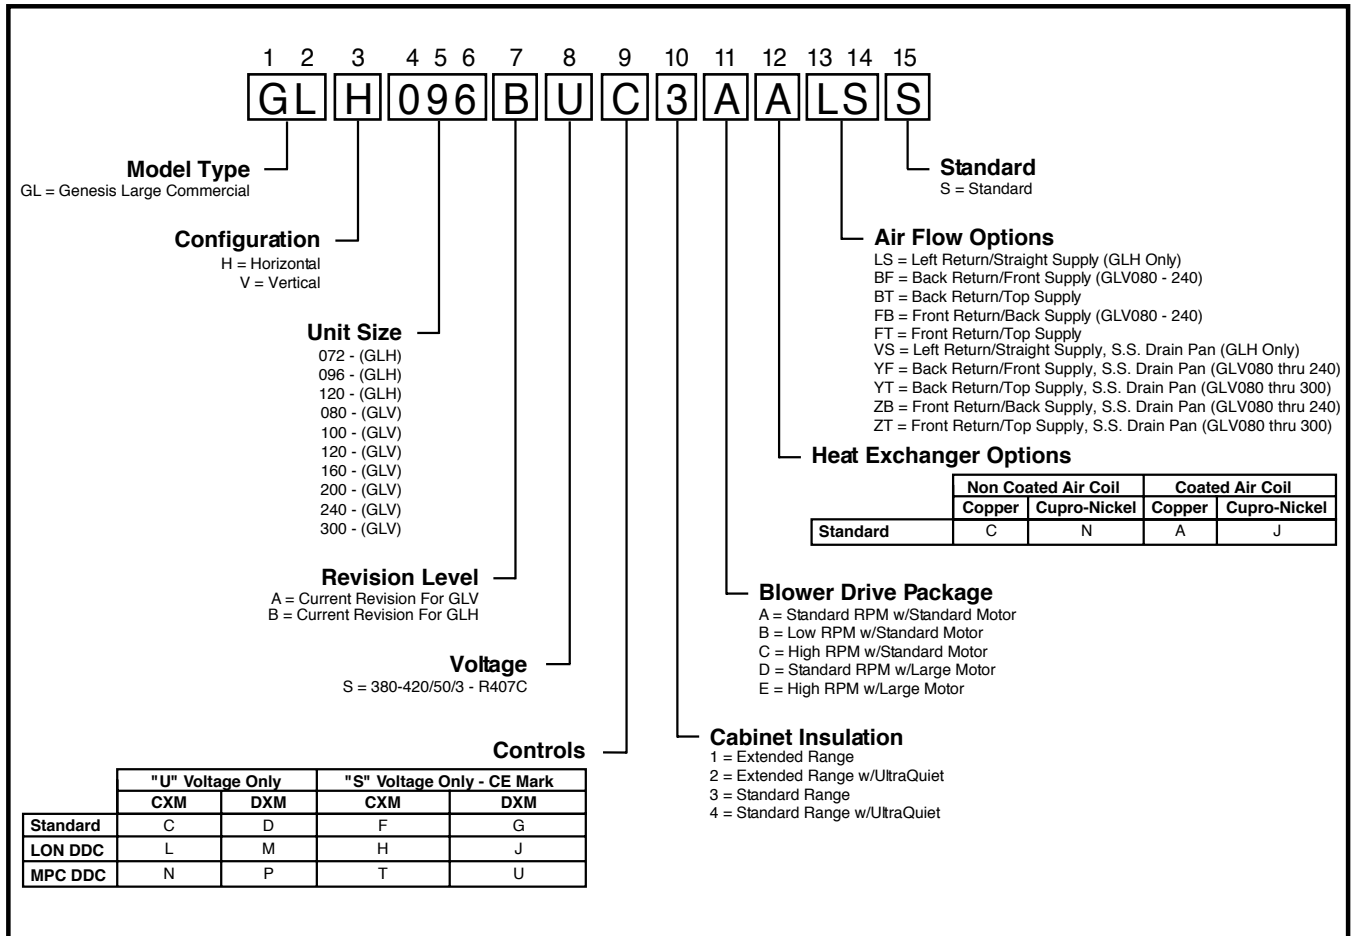 1 2 3 4 5 6 7 8 9 10 11 12 13 14 15
GL H 096 B U C 3 A A LS S
Model Type
GL = Genesis Large Commercial
Configuration
H = Horizontal
V = Vertical
Unit Size
072 - (GLH)
096 - (GLH)
120 - (GLH)
080 - (GLV)
100 - (GLV)
120 - (GLV)
160 - (GLV)
200 - (GLV)
240 - (GLV)
300 - (GLV)
Revision Level
A = Current Revision For GLV
B = Current Revision For GLH
Voltage
S = 380-420/50/3 - R407C
Controls
"U" Voltage Only "S" Voltage Only - CE Mark
CXM DXM CXM DXM
Standard C D F G
LON DDC L M H J
MPC DDC N P T U
Standard
S = Standard
Air Flow Options
LS = Left Return/Straight Supply (GLH Only)
BF = Back Return/Front Supply (GLV080 - 240)
BT = Back Return/Top Supply
FB = Front Return/Back Supply (GLV080 - 240)
FT = Front Return/Top Supply
VS = Left Return/Straight Supply, S.S. Drain Pan (GLH Only)
YF = Back Return/Front Supply, S.S. Drain Pan (GLV080 thru 240)
YT = Back Return/Top Supply, S.S. Drain Pan (GLV080 thru 300)
ZB = Front Return/Back Supply, S.S. Drain Pan (GLV080 thru 240)
ZT = Front Return/Top Supply, S.S. Drain Pan (GLV080 thru 300)
Heat Exchanger Options
Non Coated Air Coil Coated Air Coil
Copper Cupro-Nickel Copper Cupro-Nickel
Standard C N A J
Blower Drive Package
A = Standard RPM w/Standard Motor
B = Low RPM w/Standard Motor
C = High RPM w/Standard Motor
D = Standard RPM w/Large Motor
E = High RPM w/Large Motor
Cabinet Insulation
1 = Extended Range
2 = Extended Range w/UltraQuiet
3 = Standard Range
4 = Standard Range w/UltraQuiet